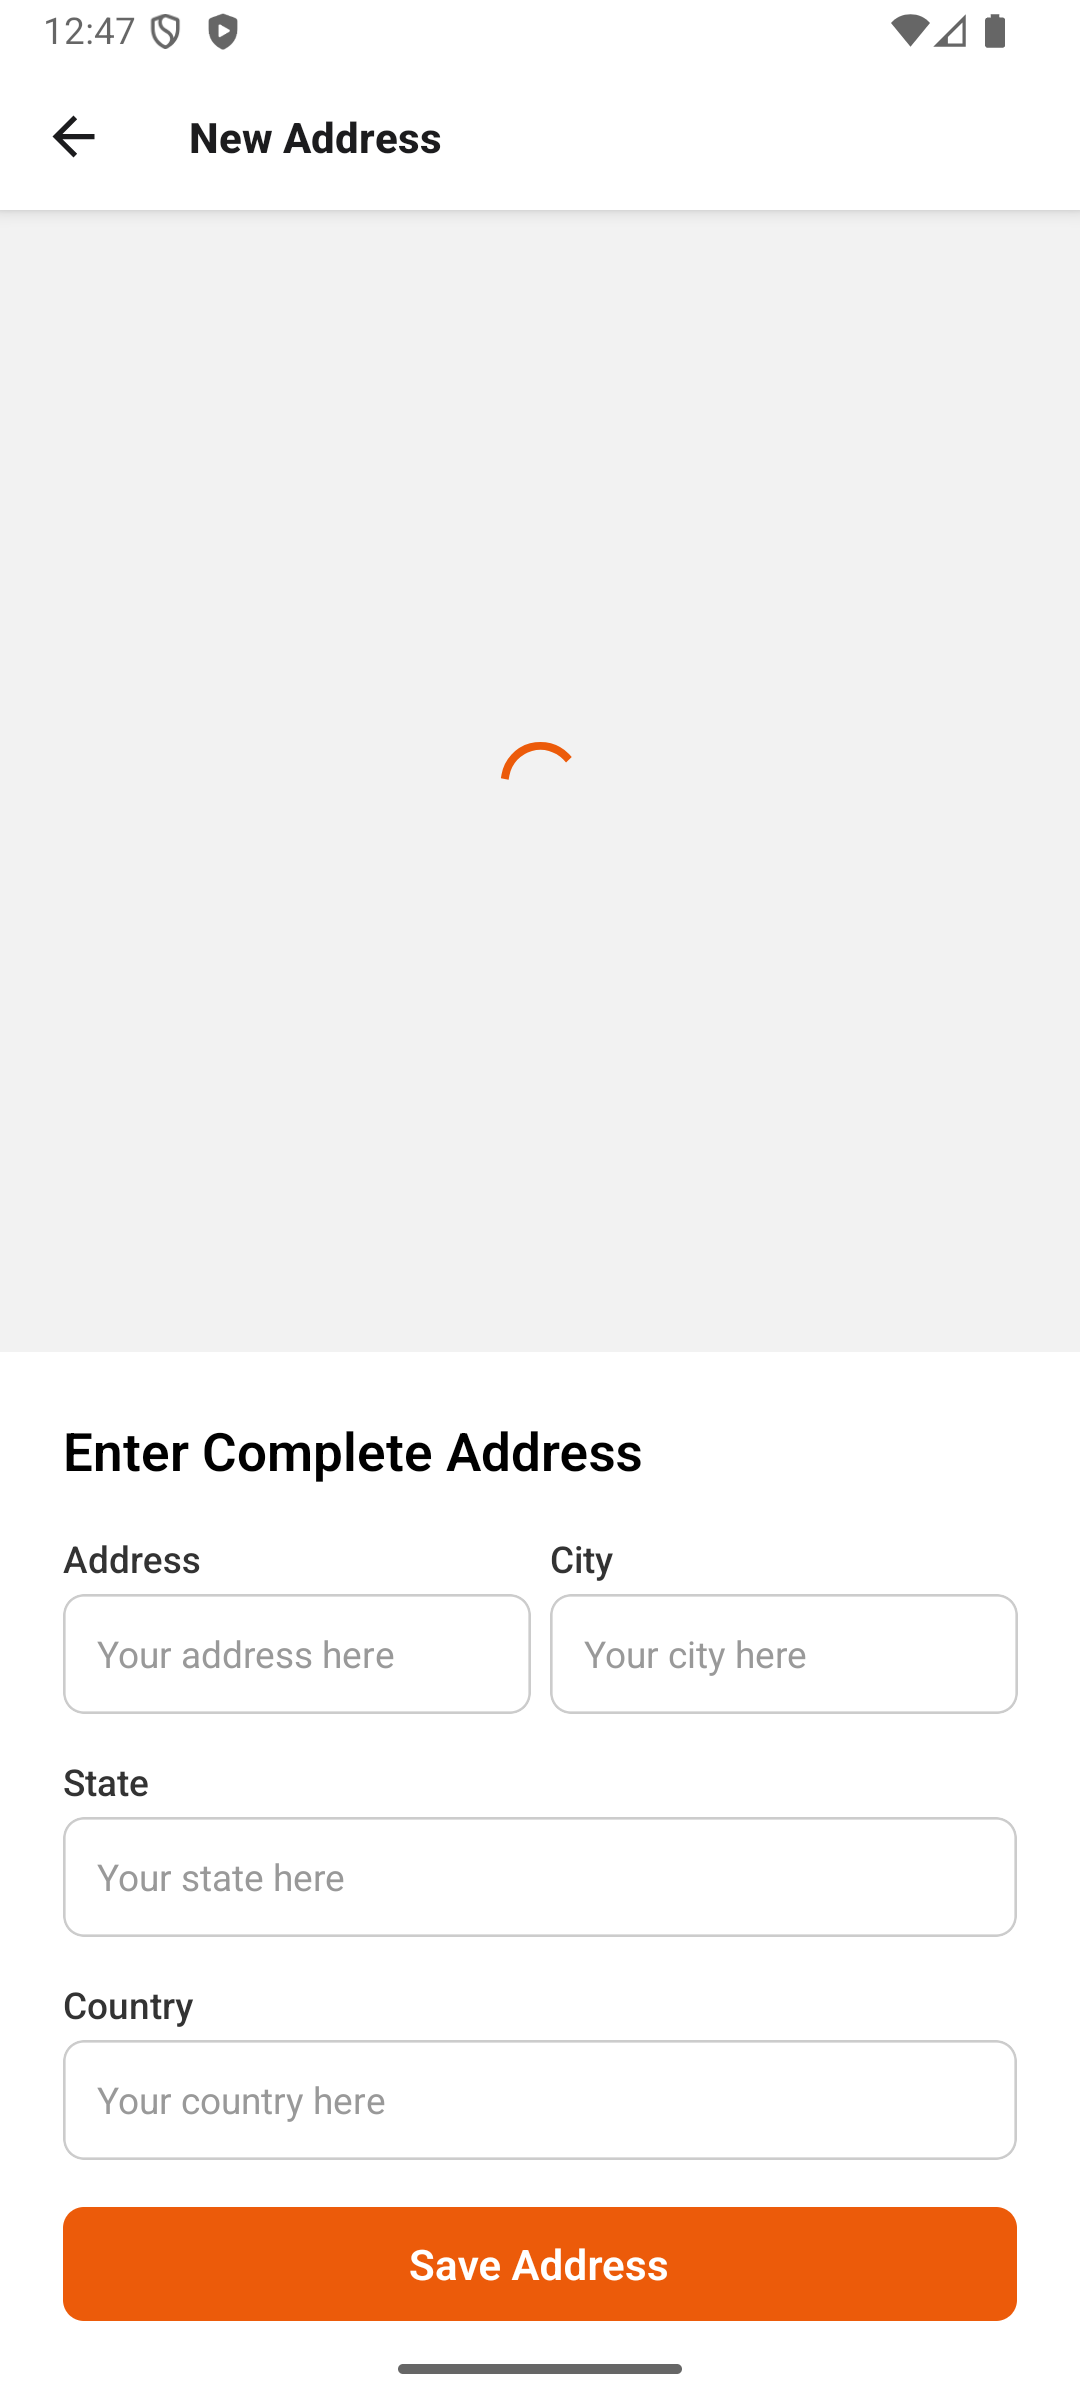 12:47
New Address
Enter Complete Address
Address City
Your address here Your city here
State
Your state here
Country
Your country here
Save Address